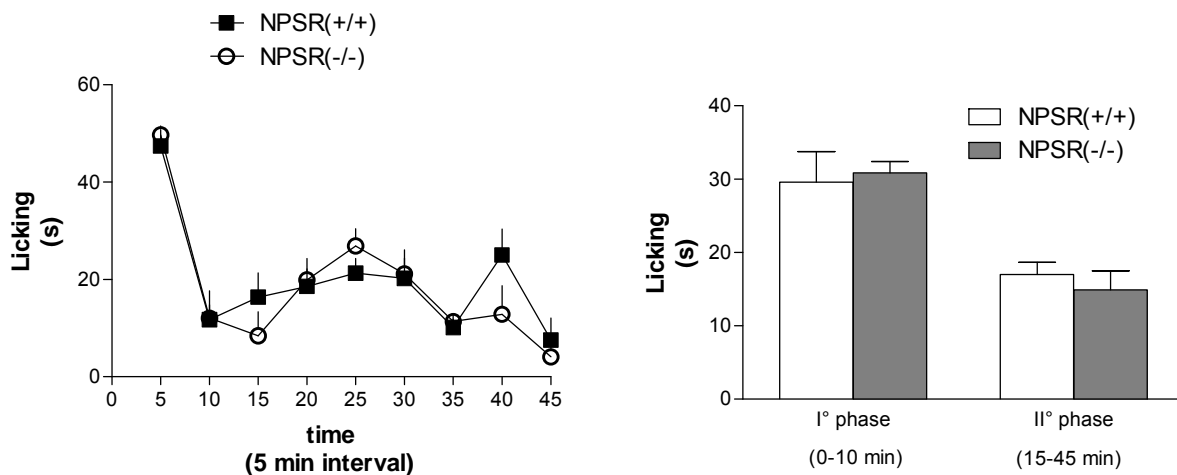 NPSR(+/+)
NPSR(-/-)
60
40
20
0
Licking
(s)
0 5 10 15 20 25 30 35 40 45
time
(5 min interval)
40
30
20
10
0
Licking
(s)
NPSR(+/+)
NPSR(-/-)
I° phase II° phase
(0-10 min) (15-45 min)